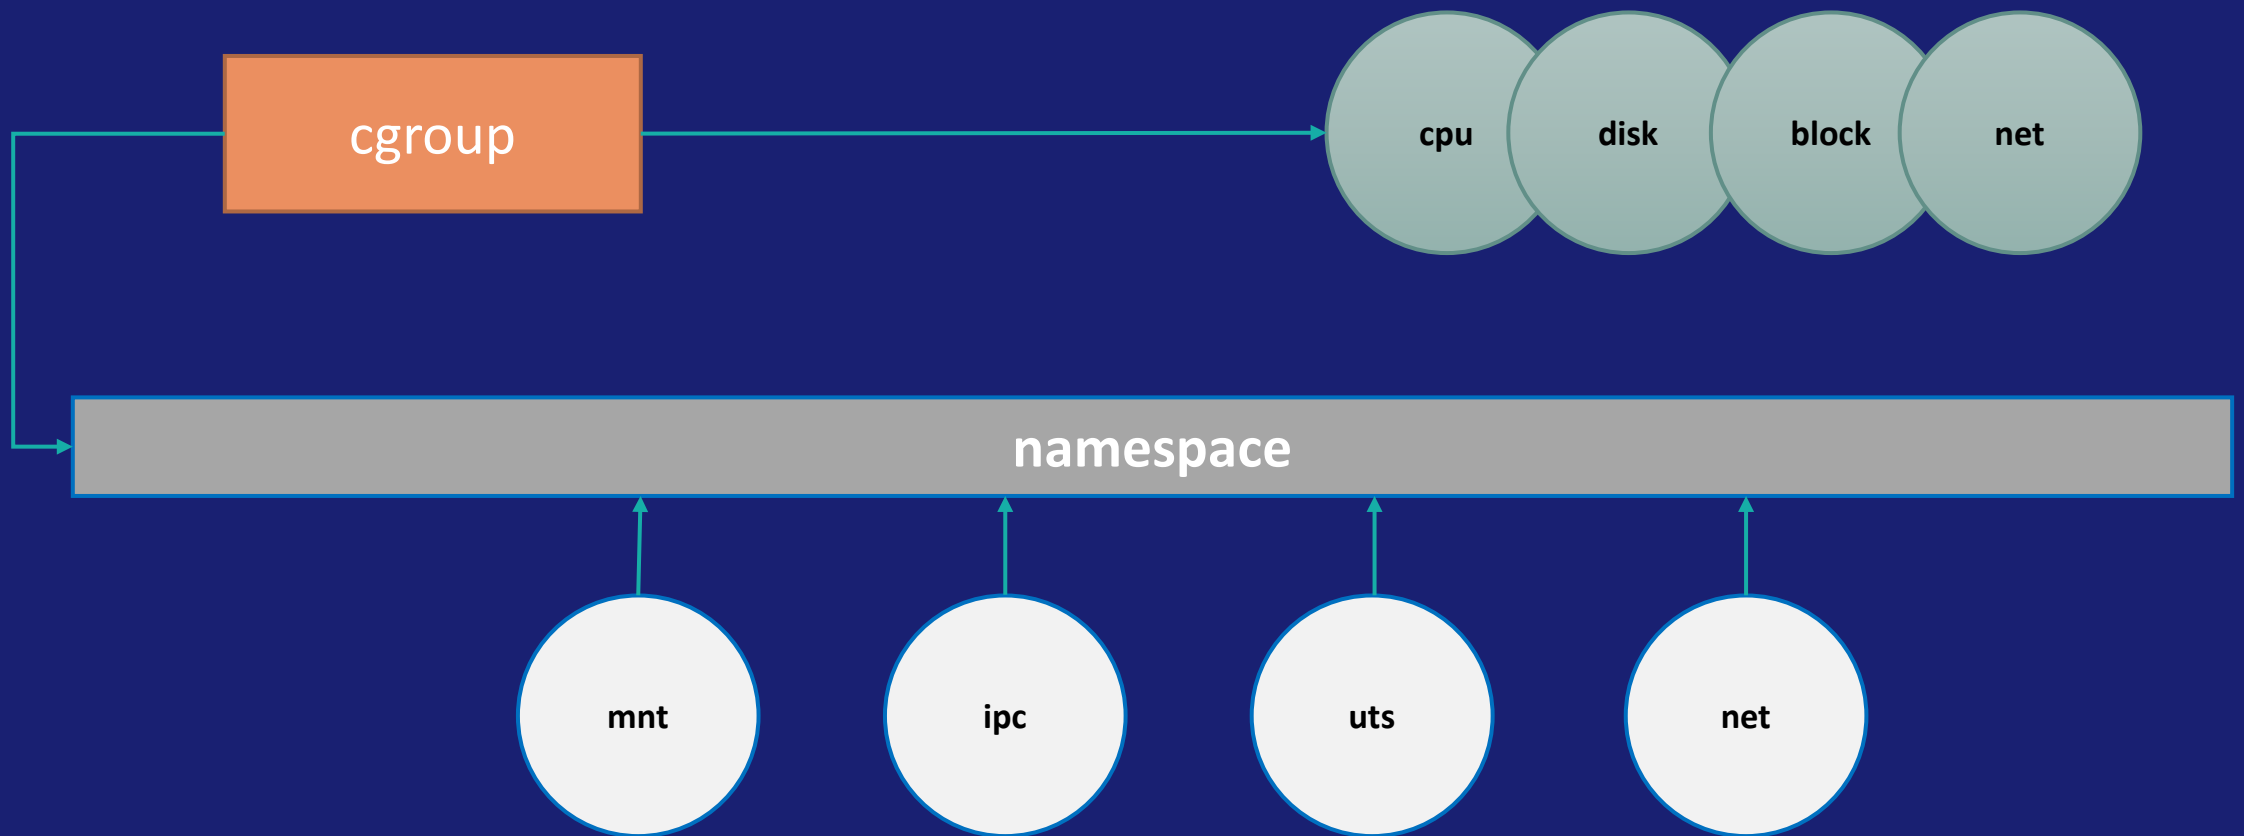 cgroup
cpu
disk
block
net
namespace
mnt
ipc
uts
net